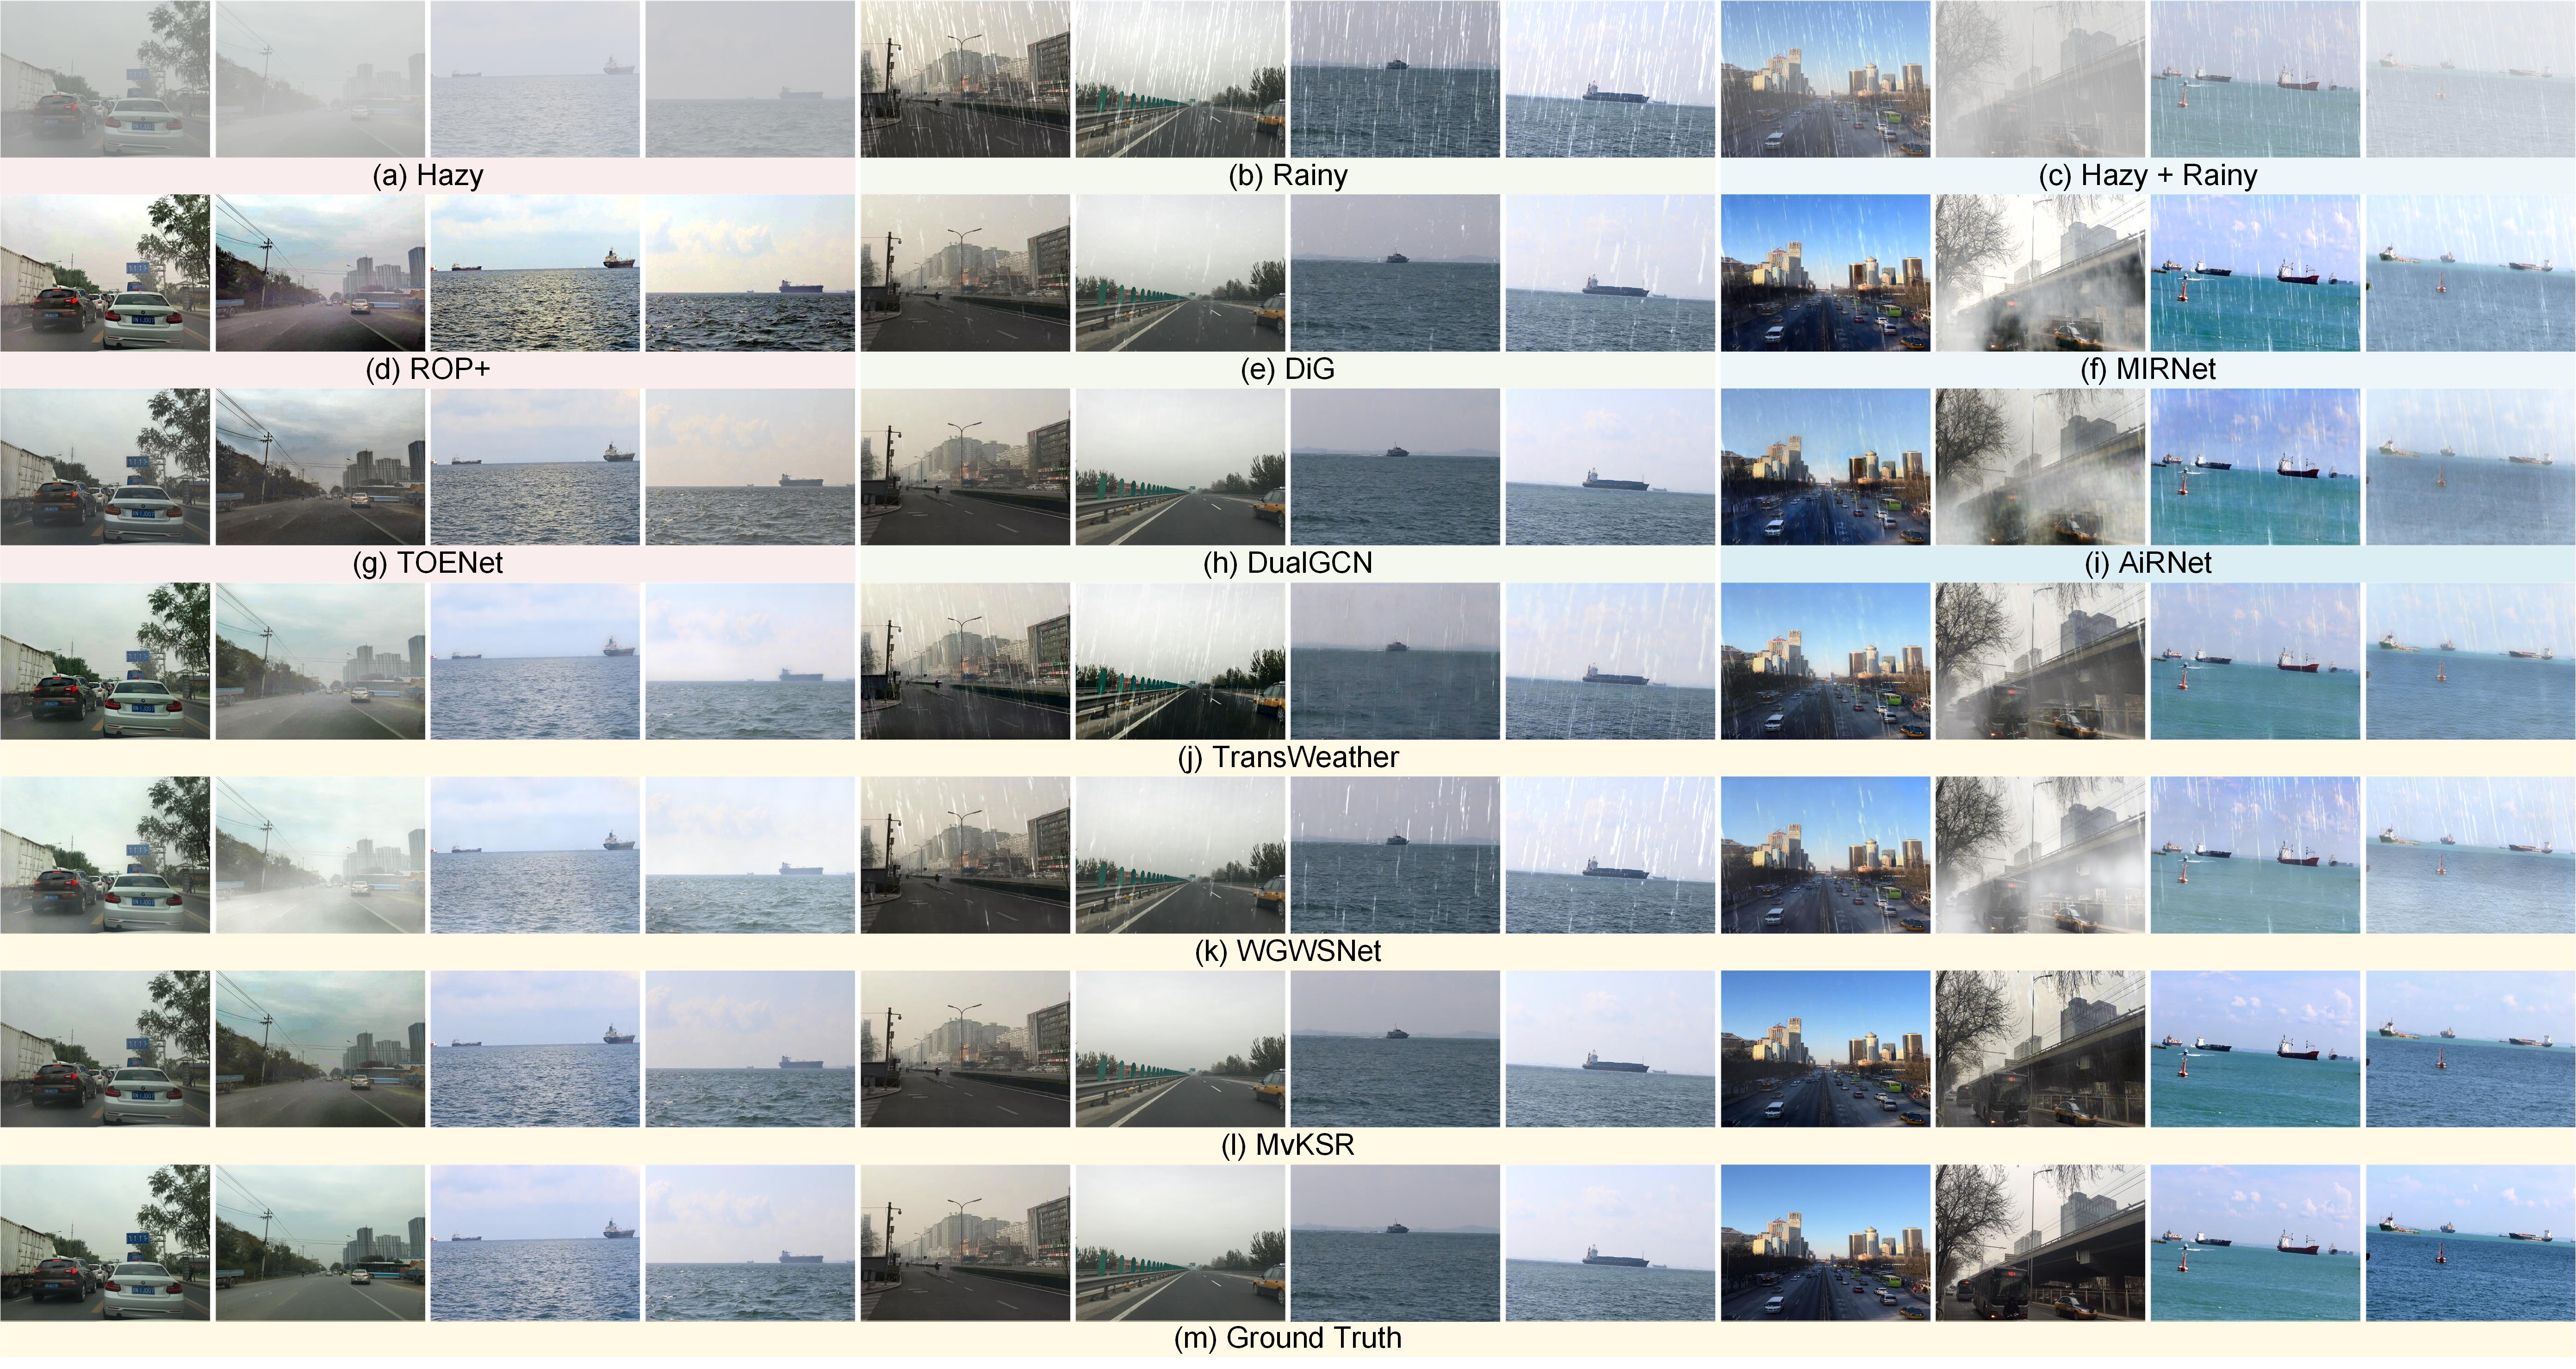 (a) Hazy
(b) Rainy
(c) Hazy + Rainy
(d) ROP+
(e) DiG
(f) MIRNet
(g) TOENet
(h) DualGCN
(i) AiRNet
(j) TransWeather
(k) WGWSNet
(l) MvKSR
(m) Ground Truth